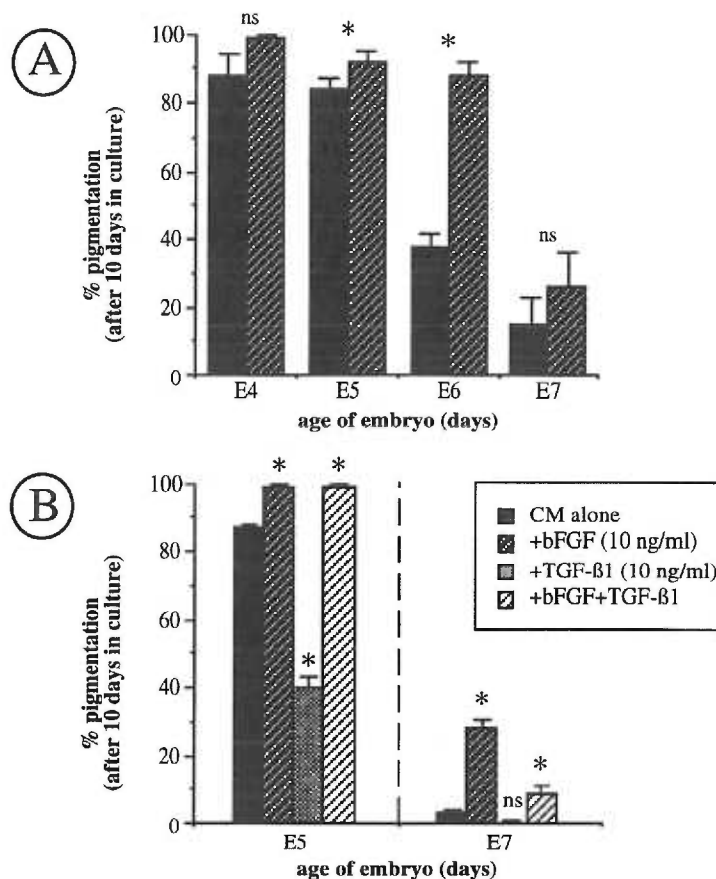 A
% pigmentation
(after 10 days in culture)
100
80
60
40
20
0
ns
*
*
ns
E4
E5
E6
E7
age of embryo (days)
B
% pigmentation
(after 10 days in culture)
100
80
60
40
20
0
*
*
*
*
ns
*
E5
E7
age of embryo (days)
CM alone
+bFGF (10 ng/ml)
+TGF-ß1 (10 ng/ml)
+bFGF+TGF-ß1